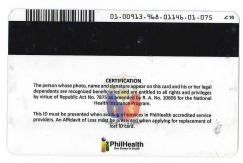 01-00913-968-01146-01-075
CERTIFICATION
The person whose photo, name and signature appear on this card and his or her legal
dependents are recognized beneficiaries and are entitled to all rights and privileges
by virtue of Republic Act No. 7875 as amended by R. A. No. 10606 for the National
Health Insurance Program.
This ID must be presented when availing of services in PhilHealth accredited service
providers. An Affidavit of Loss must be presented when applying for replacement of
lost ID card.
PhilHealth